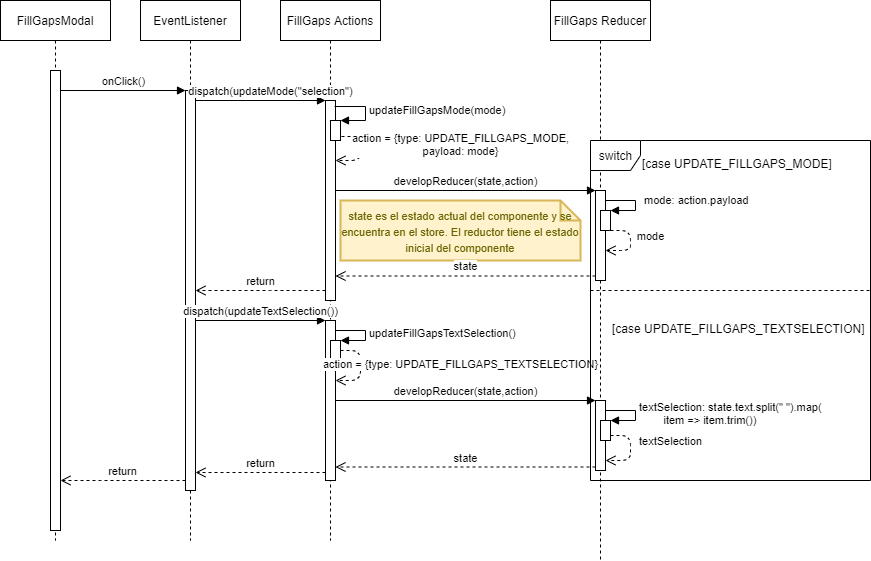 FillGapsModal
EventListener
FillGaps Actions
FillGaps Reducer
onClick()
dispatch(updateMode("selection")
updateFillGapsMode(mode)
action = {type: UPDATE_FILLGAPS_MODE,
payload: mode}
switch
[case UPDATE_FILLGAPS_MODE]
developReducer(state,action)
mode: action.payload
state es el estado actual del componente y se
encuentra en el store. El reductor tiene el estado
inicial del componente
mode
state
return
dispatch(updateTextSelection())
[case UPDATE_FILLGAPS_TEXTSELECTION]
updateFillGapsTextSelection()
action = {type: UPDATE_FILLGAPS_TEXTSELECTION}
developReducer(state,action)
textSelection: state.text.split(" ").map(
item => item.trim())
textSelection
state
return
return